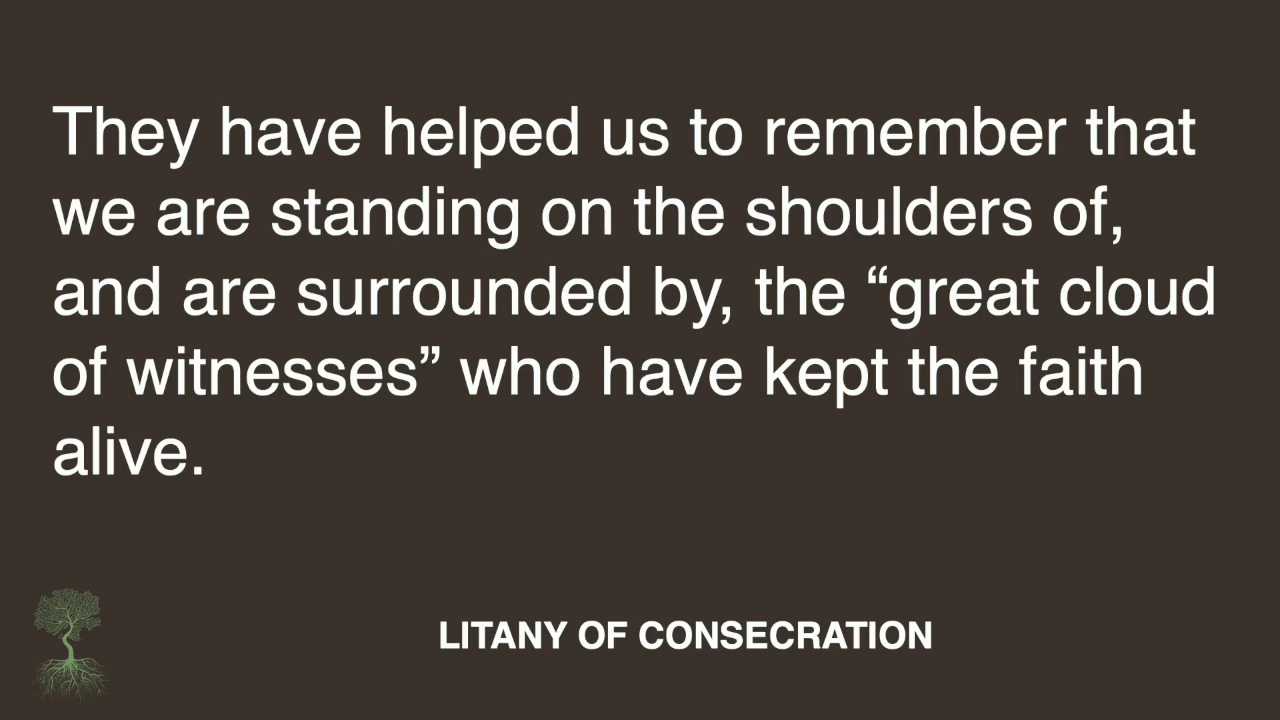 They have helped us to remember that
we are standing on the shoulders of,
and are surrounded by, the “great cloud
of witnesses” who have kept the faith
alive.
LITANY OF CONSECRATION